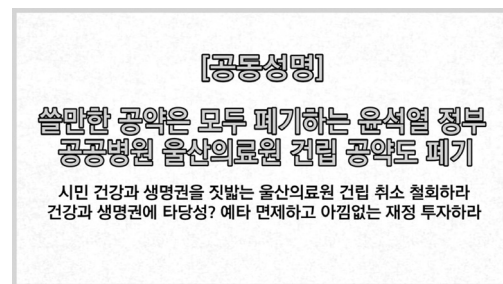 [공동성명]
쓸만한 공약은 모두 폐기하는 윤석열 정부
공공병원 울산의료원 건립 공약도 폐기
시민 건강과 생명권을 짓밟는 울산의료원 건립 취소 철회하라
건강과 생명권에 타당성? 예타 면제하고 아낌없는 재정 투자하라